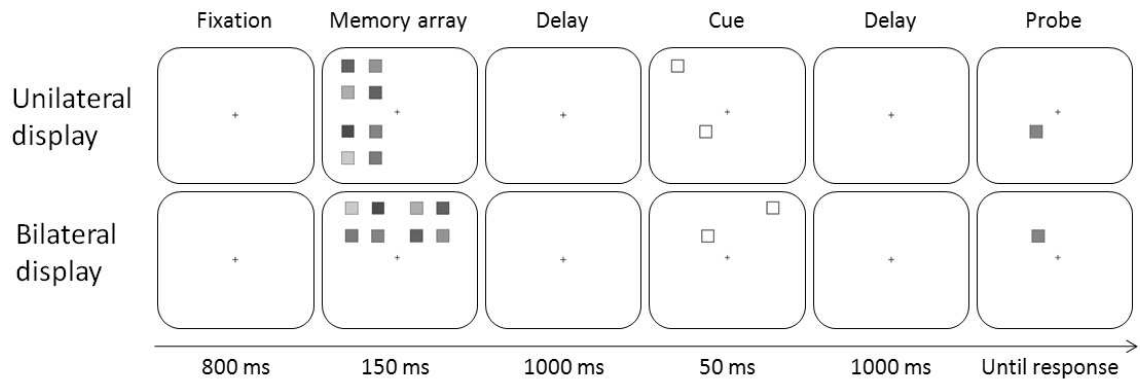 Fixation Memory array Delay Cue Delay Probe
Unilateral
display
Bilateral
display
800 ms 150 ms 1000 ms 50 ms 1000 ms Until response